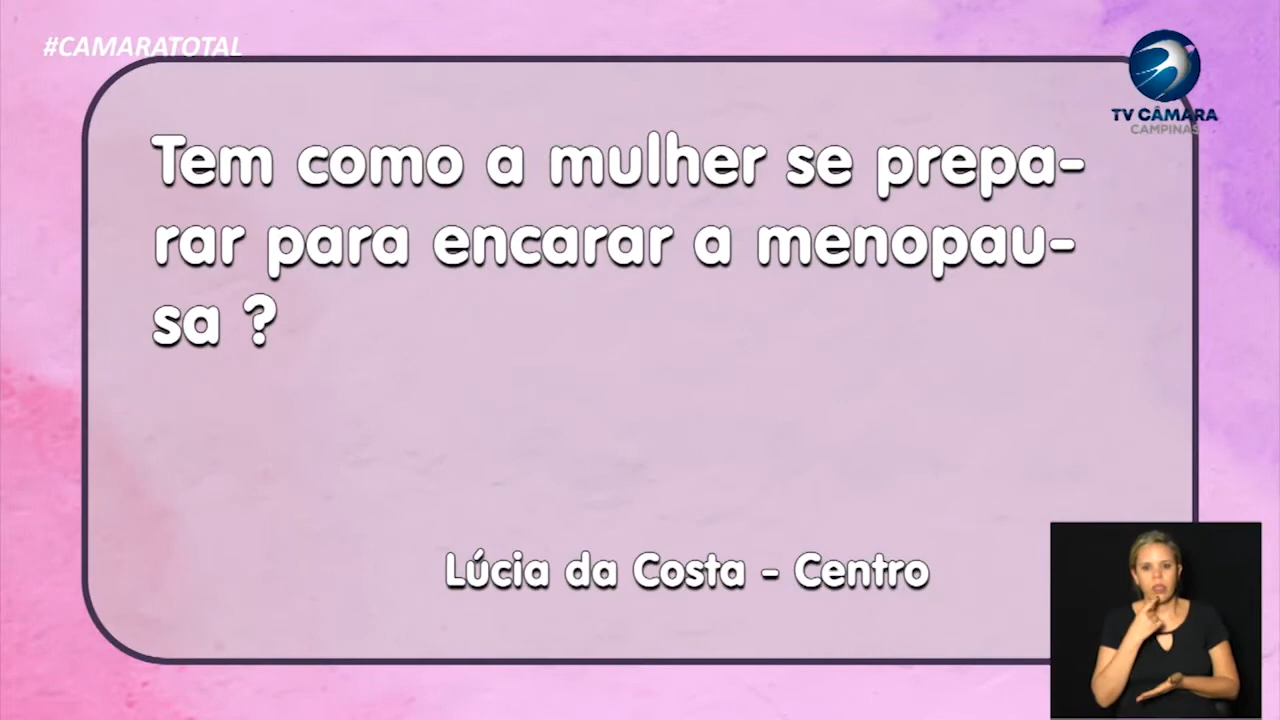 #CAMARATOTAL
TV CÂMARA
CAMPINAS
Tem como a mulher se prepa-
rar para encarar a menopau-
sa ?
Lúcia da Costa - Centro